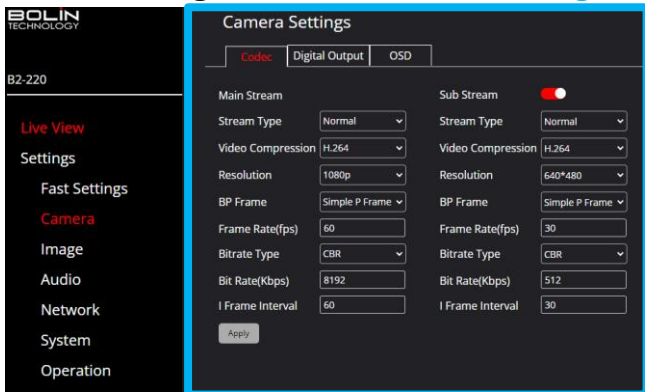 BOLIN
TECHNOLOGY
B2-220
Live View
Settings
Fast Settings
Camera
Image
Audio
Network
System
Operation
Camera Settings
Codec Digital Output OSD
Main Stream Sub Stream
Stream Type Normal Stream Type Normal
Video Compression H.264 Video Compression H.264
Resolution 1080p Resolution 640*480
BP Frame Simple P Frame BP Frame Simple P Frame
Frame Rate(fps) 60 Frame Rate(fps) 30
Bitrate Type CBR Bitrate Type CBR
Bit Rate(Kbps) 8192 Bit Rate(Kbps) 512
I Frame Interval 60 I Frame Interval 30
Apply